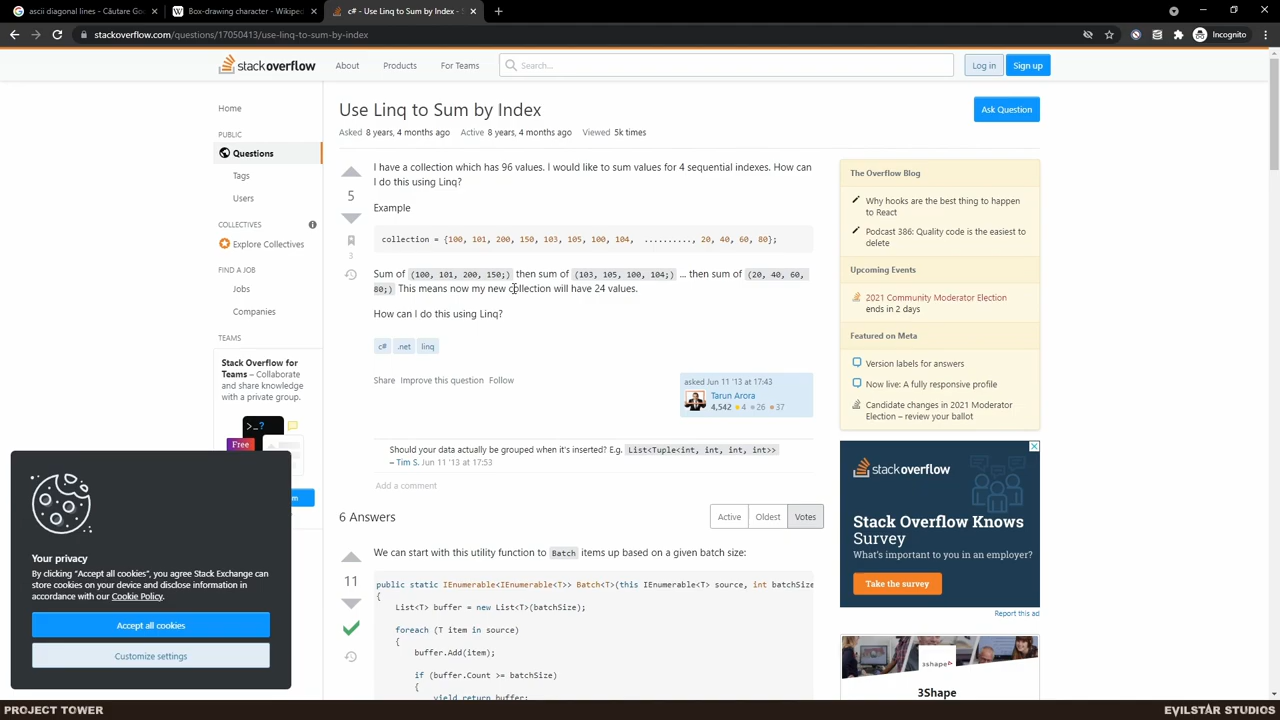 ascii diagonal lines - Căutare Go
Box-drawing character - Wikiped
c# - Use Linq to Sum by Index - S
stackoverflow.com/questions/17050413/use-linq-to-sum-by-index
Incognito
stackoverflow
About
Products
For Teams
Search...
Log in
Sign up
Home
PUBLIC
Questions
Tags
Users
COLLECTIVES
Explore Collectives
FIND A JOB
Jobs
Companies
TEAMS
Stack Overflow for
Teams – Collaborate
and share knowledge
with a private group.
>_?
Free
Use Linq to Sum by Index
Ask Question
Asked 8 years, 4 months ago Active 8 years, 4 months ago Viewed 5k times
5
3
I have a collection which has 96 values. I would like to sum values for 4 sequential indexes. How can
I do this using Linq?
Example
collection = {100, 101, 200, 150, 103, 105, 100, 104, .........., 20, 40, 60, 80};
Sum of (100, 101, 200, 150;) then sum of (103, 105, 100, 104;) ... then sum of (20, 40, 60,
80;) This means now my new collection will have 24 values.
How can I do this using Linq?
c# .net linq
Share Improve this question Follow
asked Jun 11 '13 at 17:43
Tarun Arora
4,542 4 26 37
Should your data actually be grouped when it's inserted? E.g. List<Tuple<int, int, int, int>>
– Tim S. Jun 11 '13 at 17:53
Add a comment
6 Answers
Active
Oldest
Votes
11
We can start with this utility function to Batch items up based on a given batch size:
public static IEnumerable<IEnumerable<T>> Batch<T>(this IEnumerable<T> source, int batchSize
{
List<T> buffer = new List<T>(batchSize);
foreach (T item in source)
{
buffer.Add(item);
if (buffer.Count >= batchSize)
{
yield return buffer;
The Overflow Blog
Why hooks are the best thing to happen
to React
Podcast 386: Quality code is the easiest to
delete
Upcoming Events
2021 Community Moderator Election
ends in 2 days
Featured on Meta
Version labels for answers
Now live: A fully responsive profile
Candidate changes in 2021 Moderator
Election – review your ballot
stackoverflow
Stack Overflow Knows
Survey
What's important to you in an employer?
Take the survey
Report this ad
3shape
3Shape
Your privacy
By clicking "Accept all cookies", you agree Stack Exchange can
store cookies on your device and disclose information in
accordance with our Cookie Policy.
Accept all cookies
Customize settings
PROJECT TOWER
EVILSTAR STUDIOS